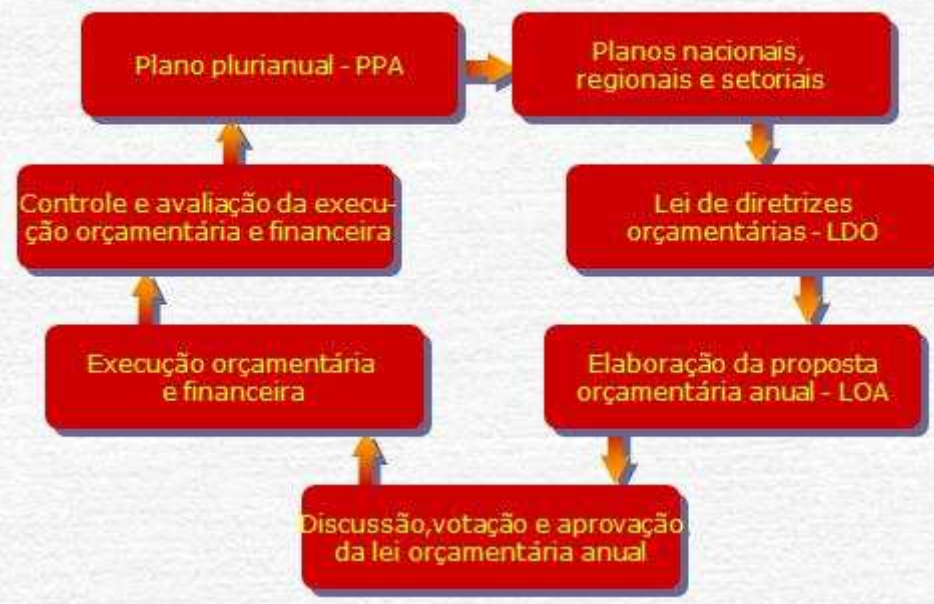 Plano plurianual - PPA
Planos nacionais,
regionais e setoriais
Lei de diretrizes
orçamentárias - LDO
Elaboração da proposta
orçamentária anual - LOA
Discussão,votação e aprovação
da lei orçamentária anual
Execução orçamentária
e financeira
Controle e avaliação da execu-
ção orçamentária e financeira